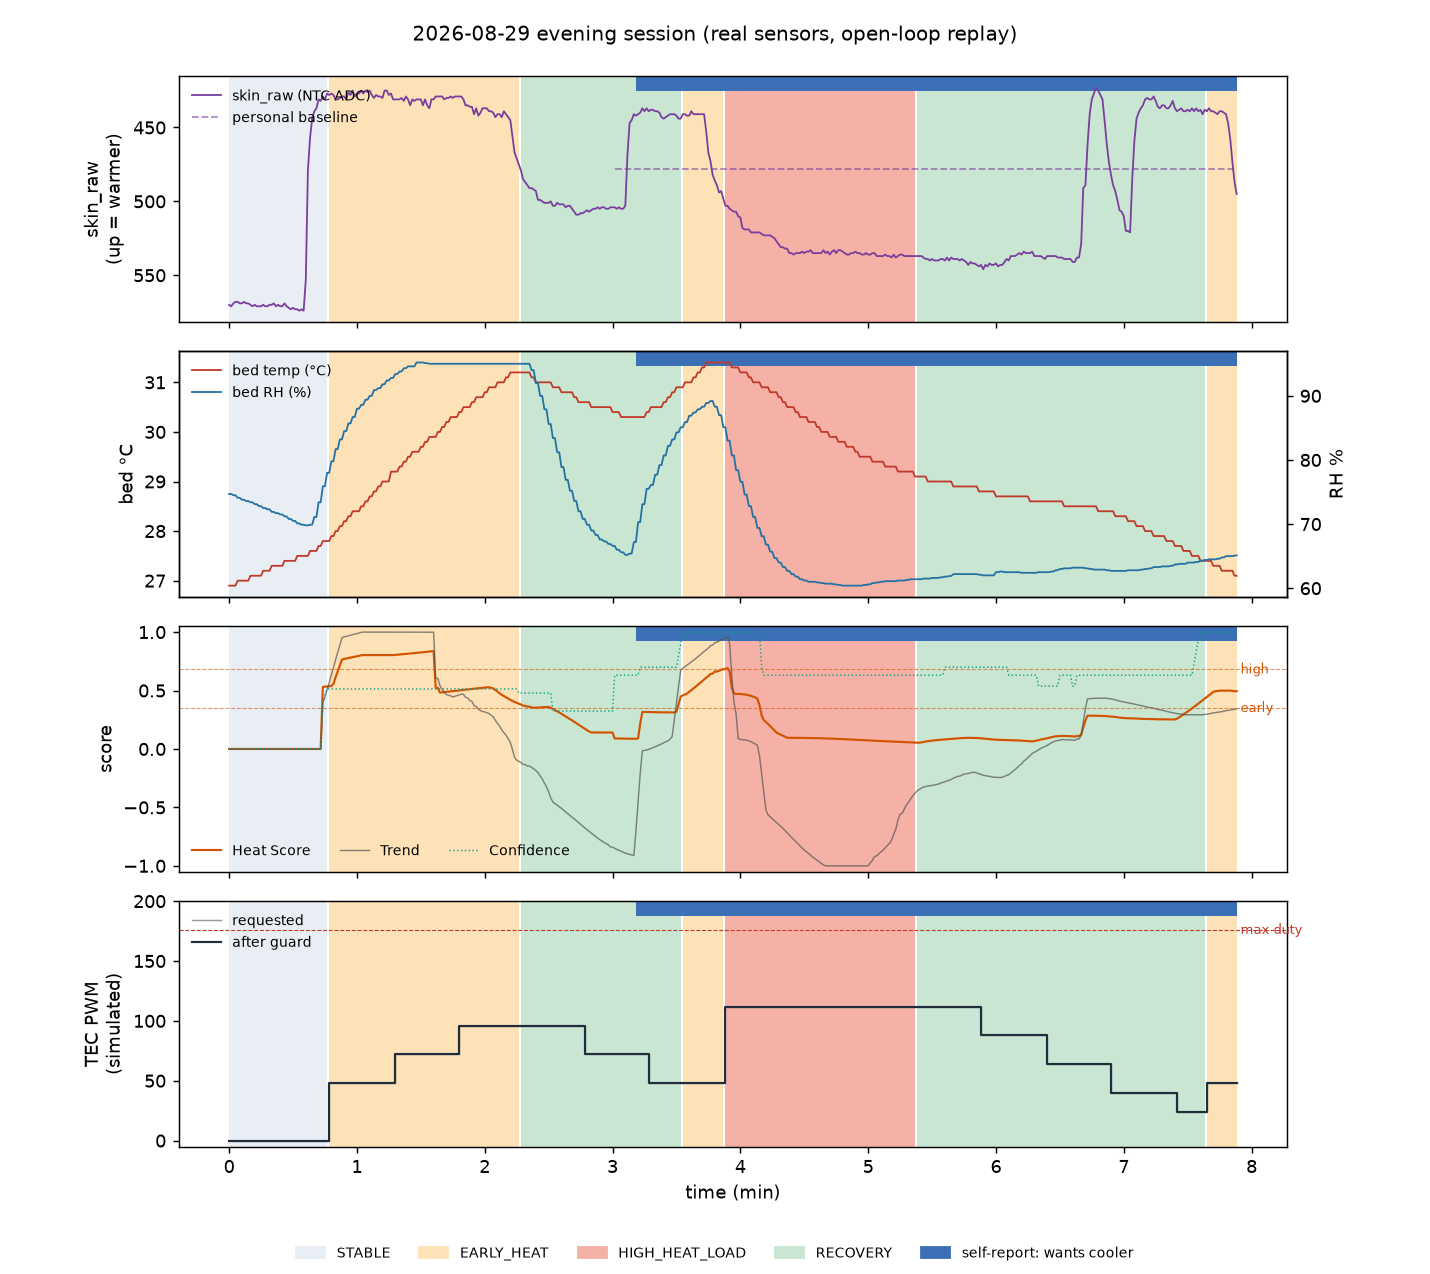 2026-08-29 evening session (real sensors, open-loop replay)
skin_raw (NTC ADC)
personal baseline
skin_raw
(up = warmer)
450
500
550
bed temp (°C)
bed RH (%)
bed °C
31
30
29
28
27
90
80
70
60
RH %
score
1.0
0.5
0.0
−0.5
−1.0
high
early
Heat Score
Trend
Confidence
requested
after guard
TEC PWM
(simulated)
200
150
100
50
0
max duty
0 1 2 3 4 5 6 7 8
time (min)
STABLE EARLY_HEAT HIGH_HEAT_LOAD RECOVERY self-report: wants cooler